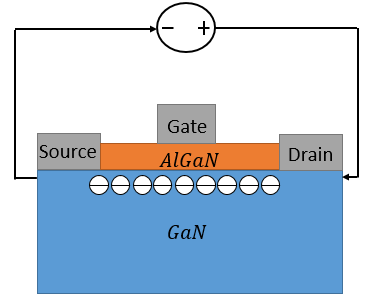 − +
Gate
Source
AlGaN
Drain
GaN